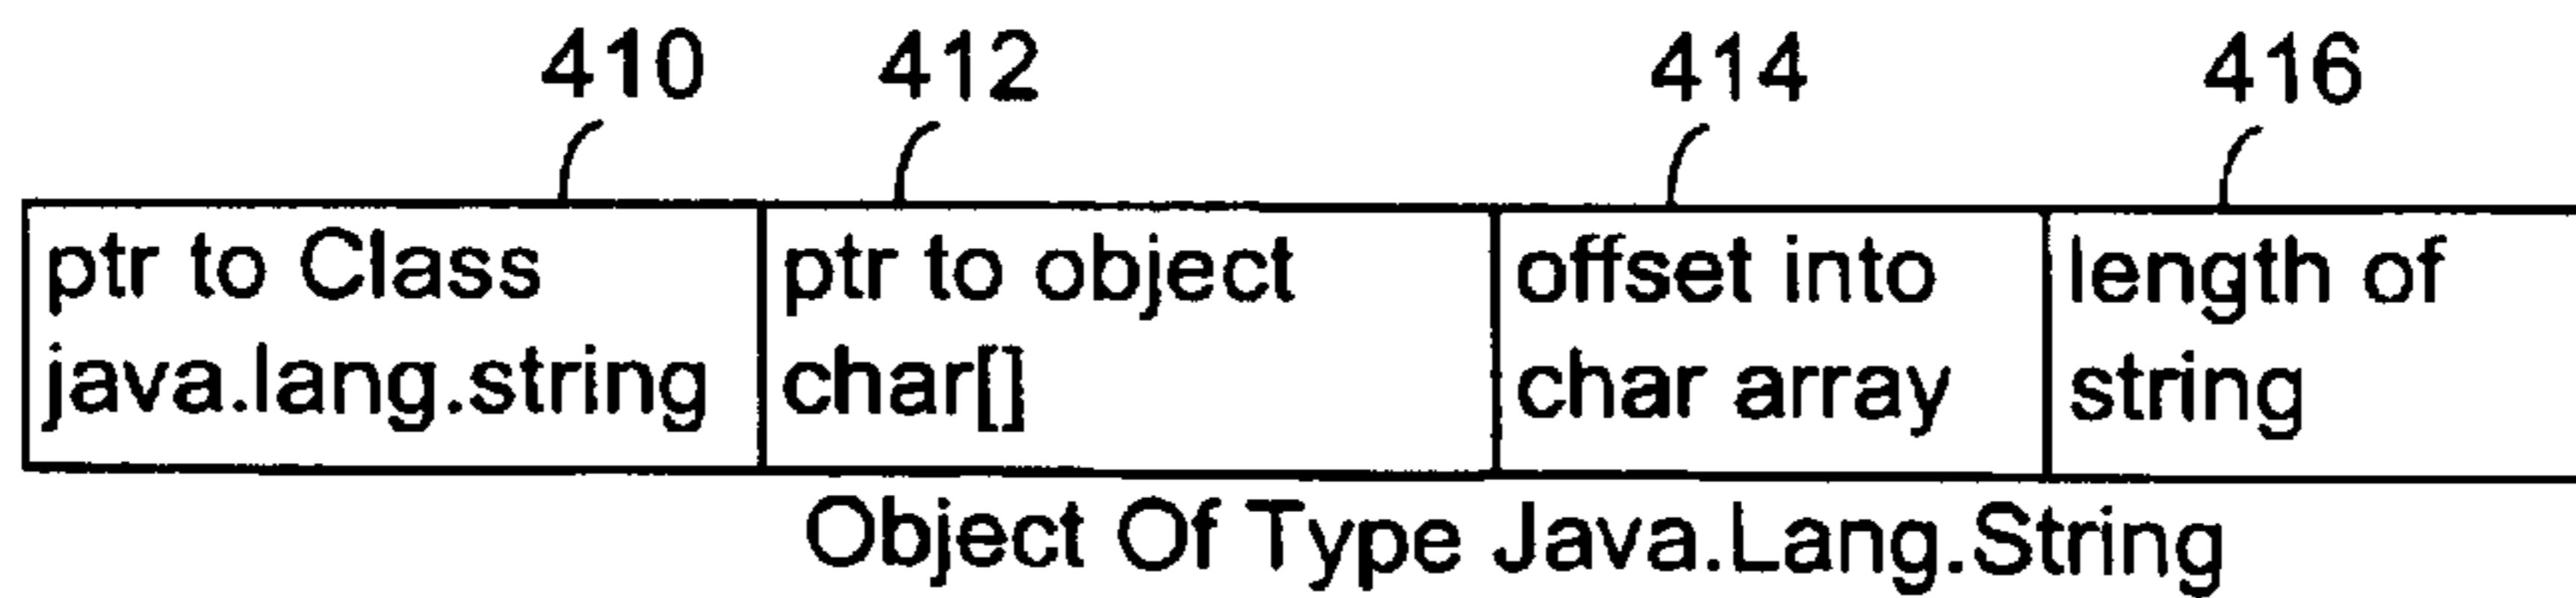 410 412 414 416
ptr to Class ptr to object offset into length of
java.lang.string char[] char array string
Object Of Type Java.Lang.String